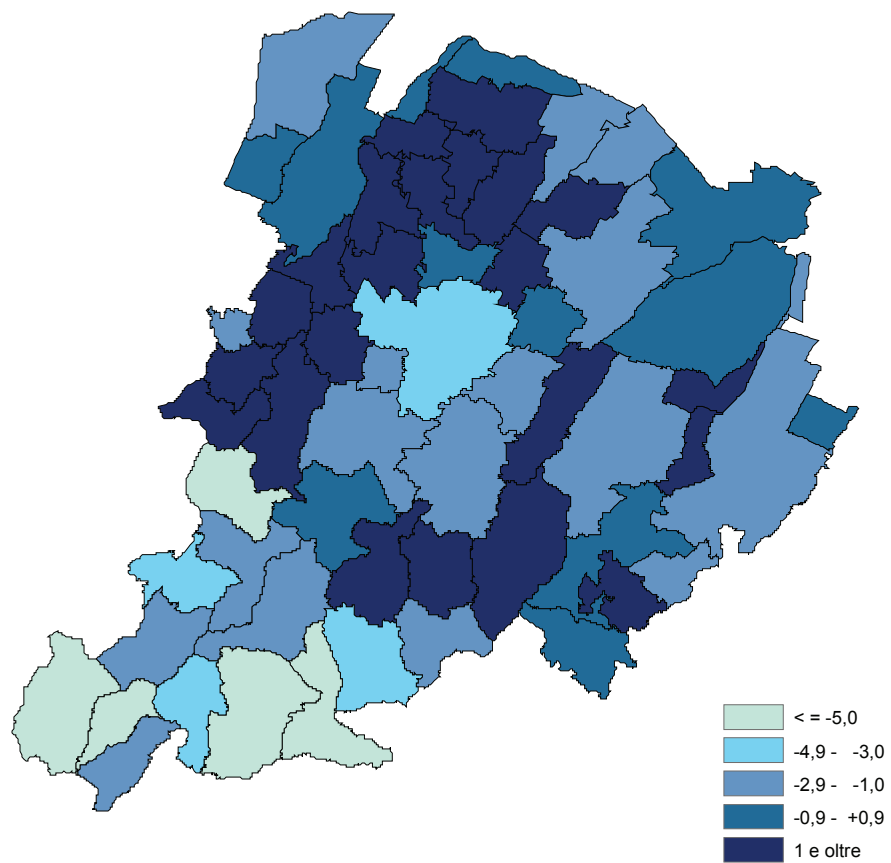 < = -5,0
-4,9 - -3,0
-2,9 - -1,0
-0,9 - +0,9
1 e oltre